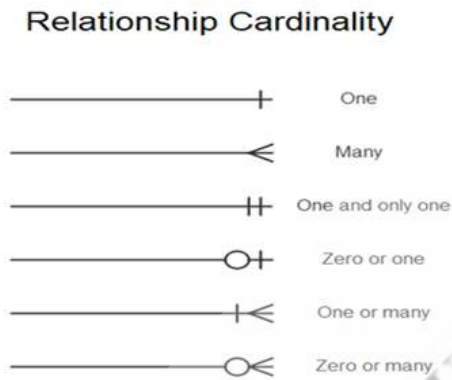 Relationship Cardinality
One
Many
One and only one
Zero or one
One or many
Zero or many